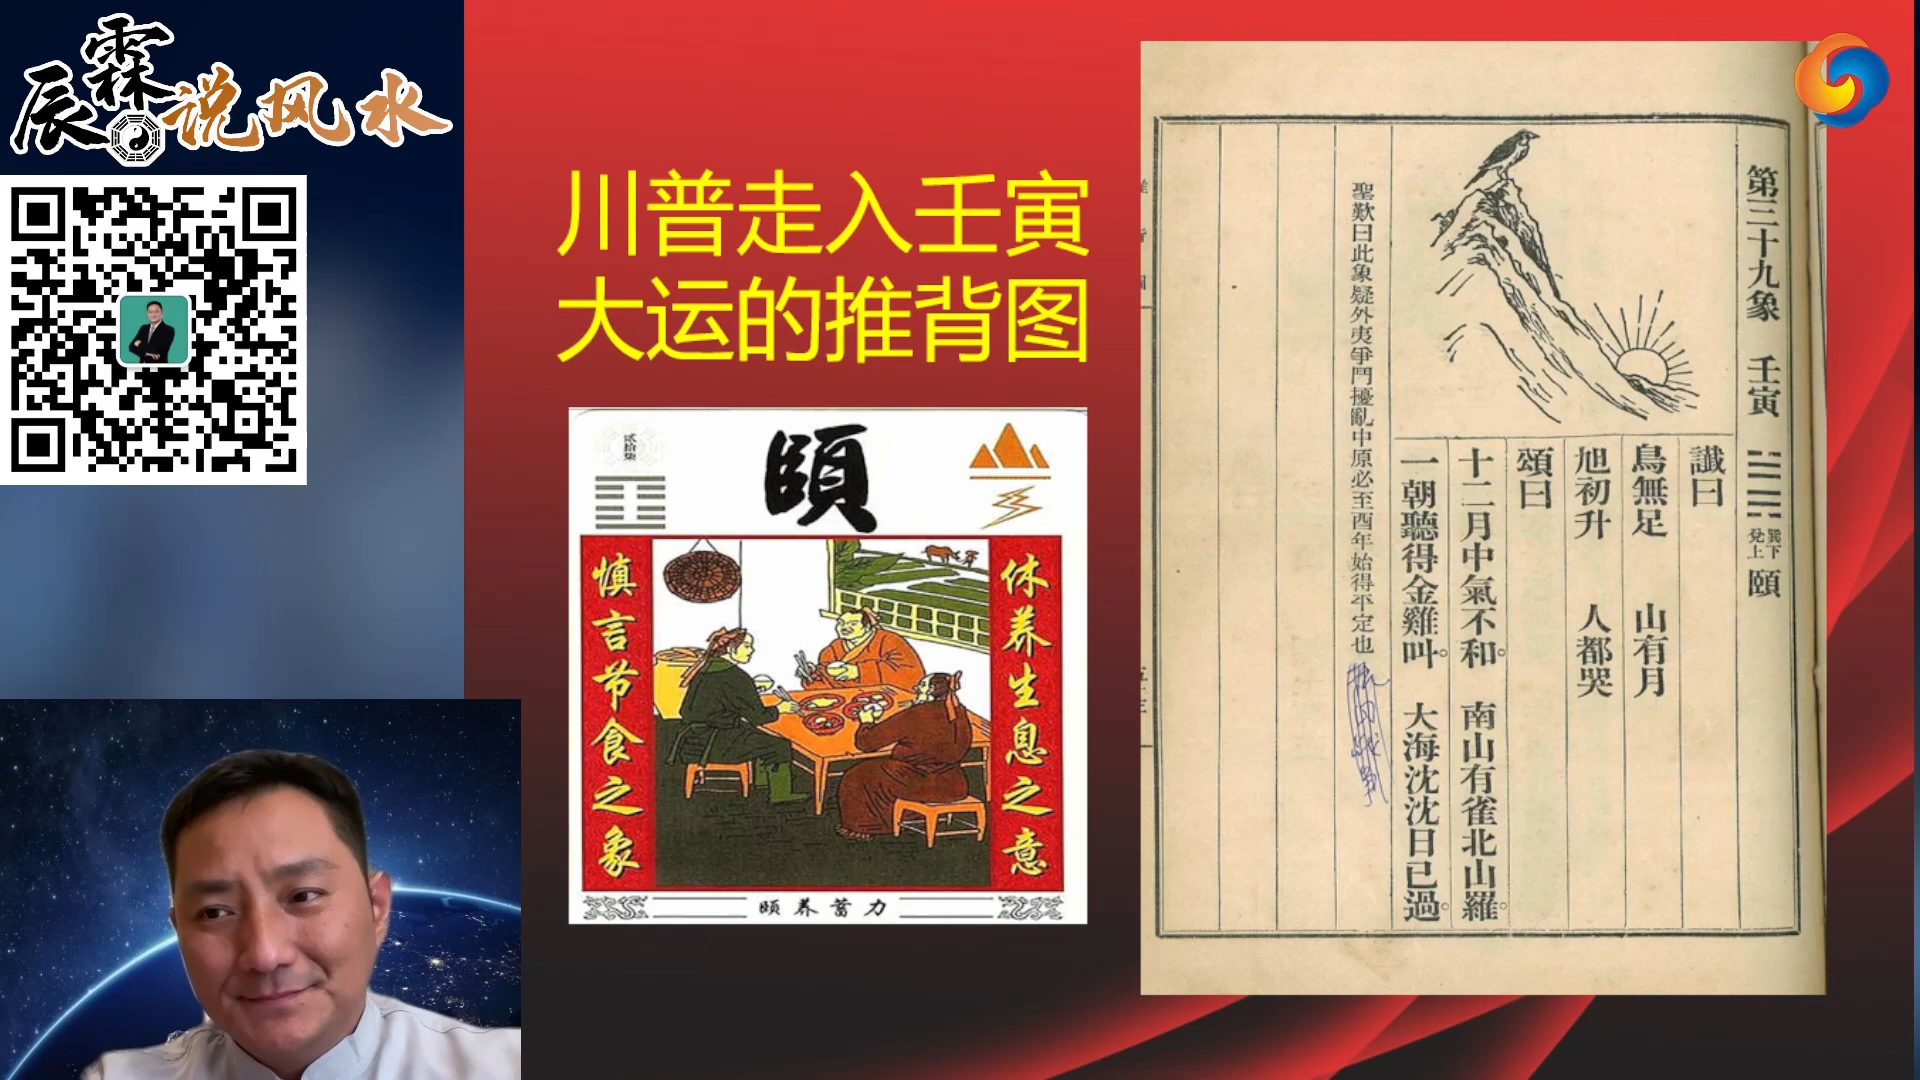 辰霖说风水
川普走入壬寅
大运的推背图
贰拾柒
頤
慎言节食之象
休养生息之意
颐养蓄力
第三十九象 壬寅
巽下
兌上
頤
讖曰
鳥無足 山有月
旭初升 人都哭
頌曰
十二月中氣不和。 南山有雀北山羅。
一朝聽得金雞叫。 大海沈沈日已過。
聖歎曰此象疑外夷爭鬥擾亂中原必至酉年始得平定也